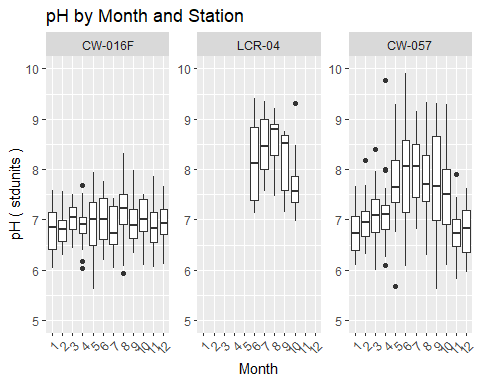 pH by Month and Station
CW-016F LCR-04 CW-057
10 10 10
9 9 9
8 8 8
7 7 7
6 6 6
5 5 5
pH ( stdunits )
1 2 3 4 5 6 7 8 9 10 11 12 1 2 3 4 5 6 7 8 9 10 11 12 1 2 3 4 5 6 7 8 9 10 11 12
Month